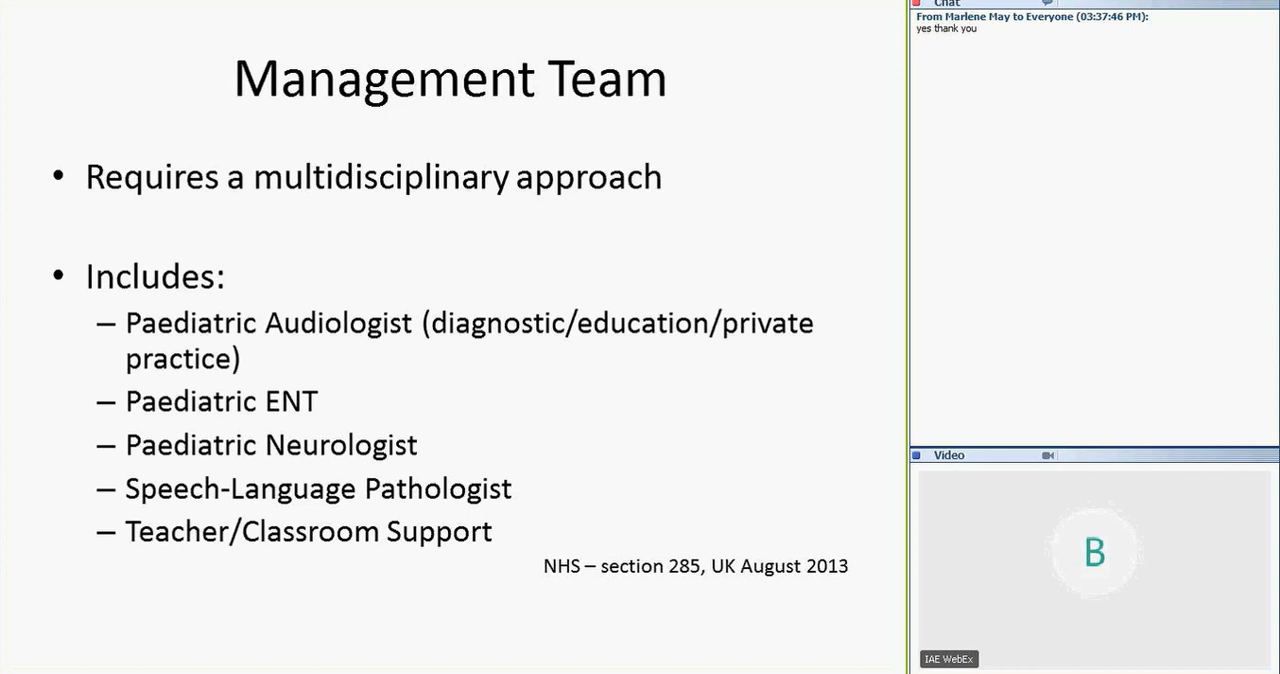 Management Team
• Requires a multidisciplinary approach
• Includes:
– Paediatric Audiologist (diagnostic/education/private
practice)
– Paediatric ENT
– Paediatric Neurologist
– Speech-Language Pathologist
– Teacher/Classroom Support
NHS – section 285, UK August 2013
Chat
From Marlene May to Everyone (03:37:46 PM):
yes thank you
Video
B
IAE WebEx